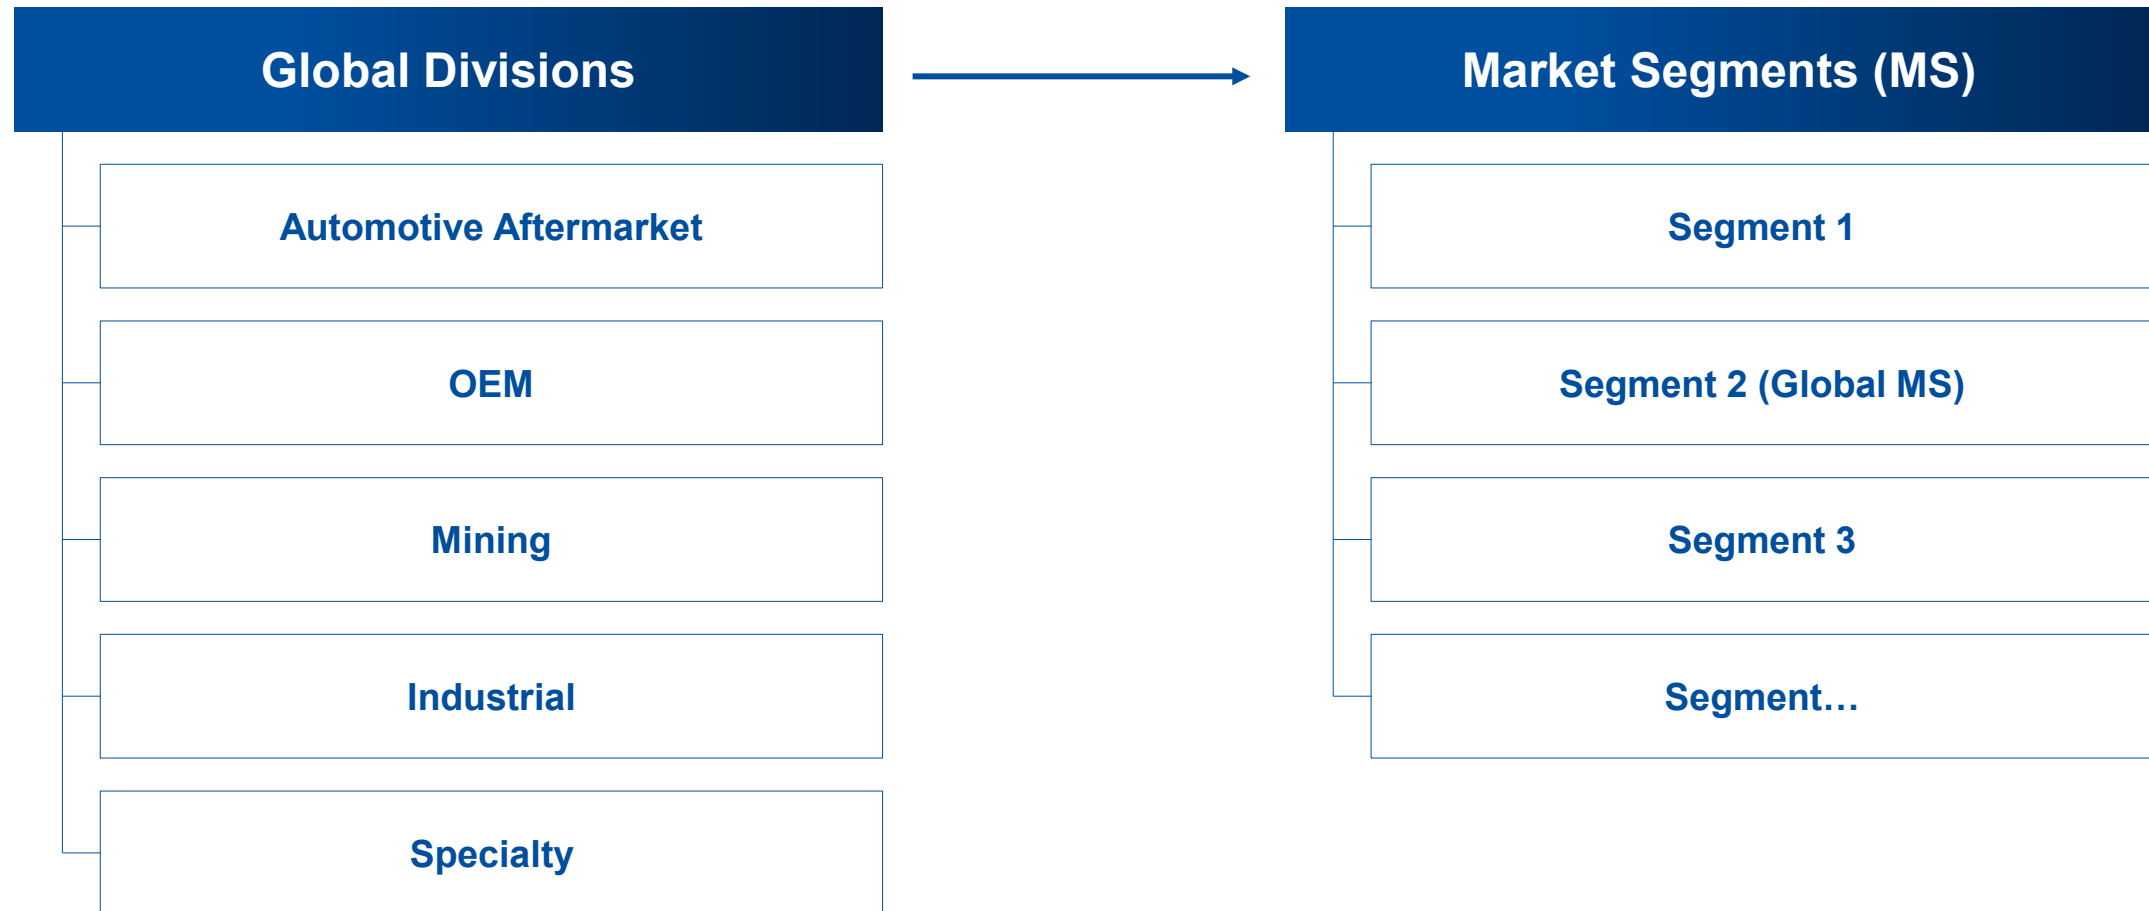 Global Divisions
Automotive Aftermarket
OEM
Mining
Industrial
Specialty
Market Segments (MS)
Segment 1
Segment 2 (Global MS)
Segment 3
Segment…